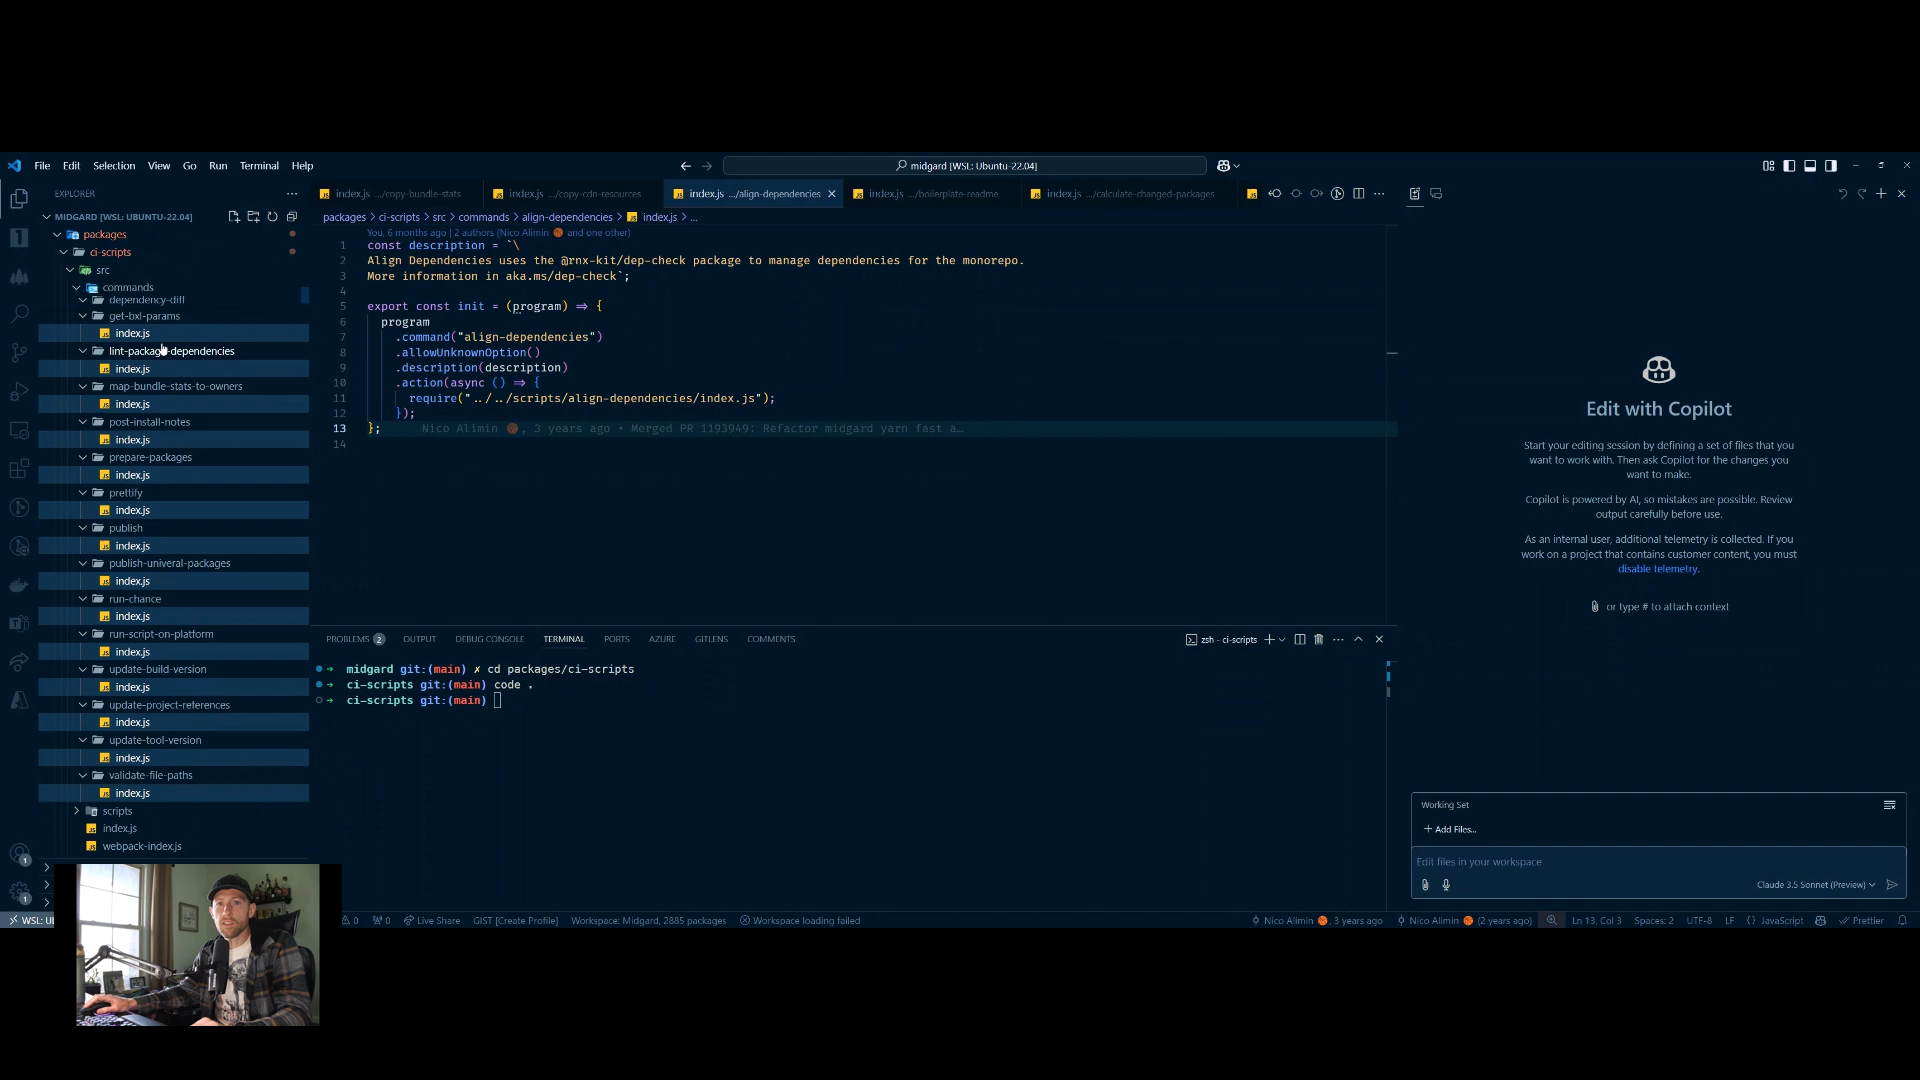 File Edit Selection View Go Run Terminal Help
midgard [WSL: Ubuntu-22.04]
EXPLORER
MIDGARD [WSL: UBUNTU-22.04]
packages
ci-scripts
src
commands
dependency-diff
get-bxl-params
index.js
lint-package-dependencies
index.js
map-bundle-stats-to-owners
index.js
post-install-notes
index.js
prepare-packages
index.js
prettify
index.js
publish
index.js
publish-univeral-packages
index.js
run-chance
index.js
run-script-on-platform
index.js
update-build-version
index.js
update-project-references
index.js
update-tool-version
index.js
validate-file-paths
index.js
scripts
index.js
webpack-index.js
index.js .../copy-bundle-stats
index.js .../copy-cdn-resources
index.js .../align-dependencies
index.js .../boilerplate-readme
index.js .../calculate-changed-packages
packages > ci-scripts > src > commands > align-dependencies > index.js > ...
You, 6 months ago | 2 authors (Nico Alimin 🏀 and one other)
1 const description = `\
2 Align Dependencies uses the @rnx-kit/dep-check package to manage dependencies for the monorepo.
3 More information in aka.ms/dep-check`;
4
5 export const init = (program) => {
6 program
7 .command("align-dependencies")
8 .allowUnknownOption()
9 .description(description)
10 .action(async () => {
11 require("../../scripts/align-dependencies/index.js");
12 });
13 }; Nico Alimin 🏀, 3 years ago • Merged PR 1193949: Refactor midgard yarn fast a…
14
PROBLEMS 2 OUTPUT DEBUG CONSOLE TERMINAL PORTS AZURE GITLENS COMMENTS
zsh - ci-scripts
→ midgard git:(main) ✗ cd packages/ci-scripts
→ ci-scripts git:(main) code .
→ ci-scripts git:(main)
Edit with Copilot
Start your editing session by defining a set of files that you
want to work with. Then ask Copilot for the changes you
want to make.
Copilot is powered by AI, so mistakes are possible. Review
output carefully before use.
As an internal user, additional telemetry is collected. If you
work on a project that contains customer content, you must
disable telemetry.
or type # to attach context
Working Set
+ Add Files...
Edit files in your workspace
Claude 3.5 Sonnet (Preview)
1
1
WSL: U
0 0 Live Share GIST [Create Profile] Workspace: Midgard, 2885 packages Workspace loading failed
Nico Alimin 🏀, 3 years ago Nico Alimin 🏀 (2 years ago) Ln 13, Col 3 Spaces: 2 UTF-8 LF {} JavaScript Prettier